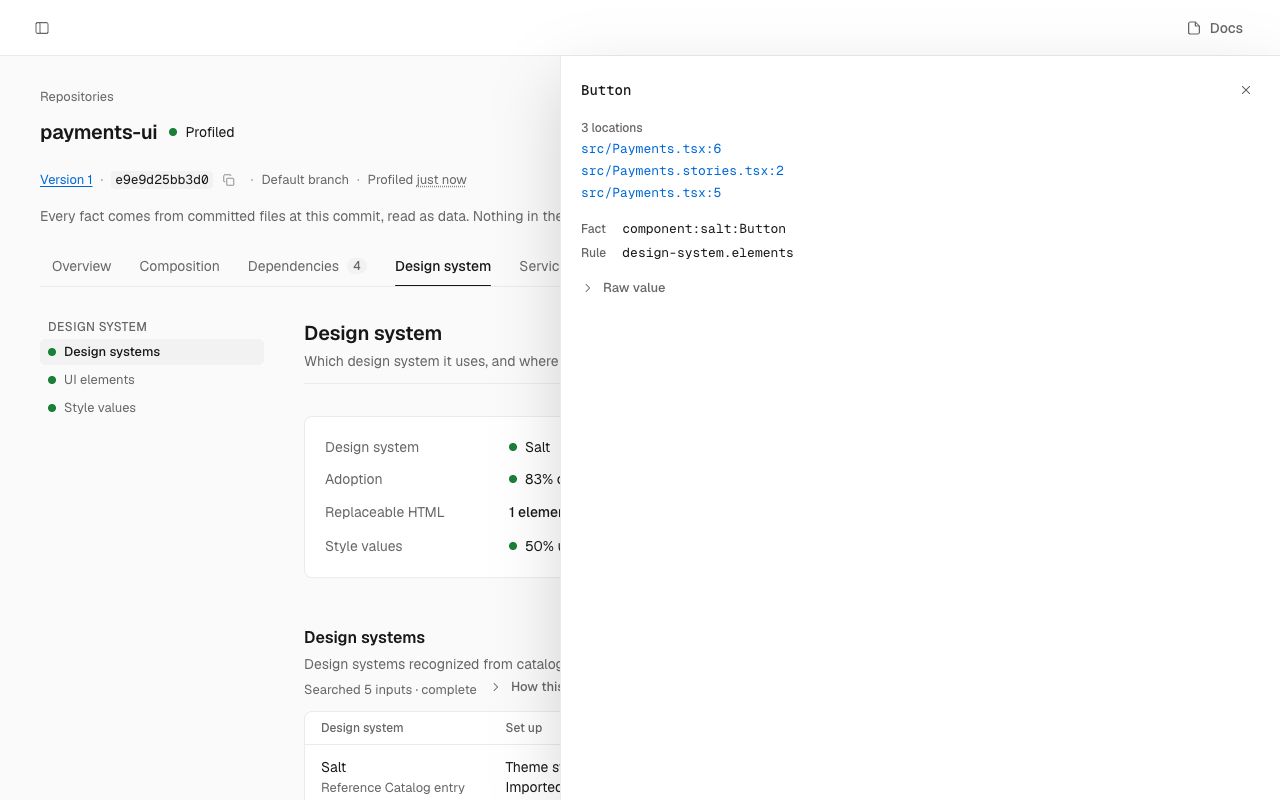 Docs
Repositories
payments-ui Profiled
Version 1 · e9e9d25bb3d0 · Default branch · Profiled just now
Every fact comes from committed files at this commit, read as data. Nothing in the
Overview Composition Dependencies 4 Design system
DESIGN SYSTEM
Design systems
UI elements
Style values
Design system
Which design system it uses, and where
Design system Salt
Adoption 83%
Replaceable HTML 1
Style values 50%
Design systems
Design systems recognized from
Searched 5 inputs · complete How this
Design system Set up
Salt Theme
Reference Catalog entry Imported
Button
3 locations
src/Payments.tsx:6
src/Payments.stories.tsx:2
src/Payments.tsx:5
Fact component:salt:Button
Rule design-system.elements
Raw value